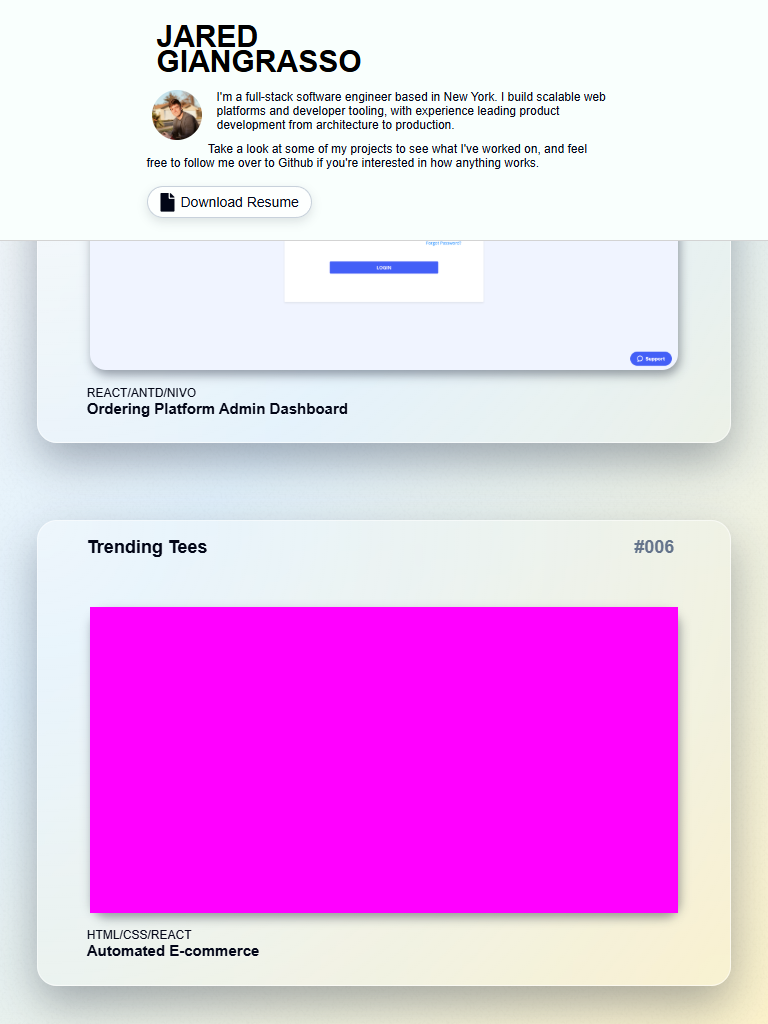 JARED
GIANGRASSO
I'm a full-stack software engineer based in New York. I build scalable web
platforms and developer tooling, with experience leading product
development from architecture to production.
Take a look at some of my projects to see what I've worked on, and feel
free to follow me over to Github if you're interested in how anything works.
Download Resume
Forgot Password?
LOGIN
Support
REACT/ANTD/NIVO
Ordering Platform Admin Dashboard
Trending Tees
#006
HTML/CSS/REACT
Automated E-commerce